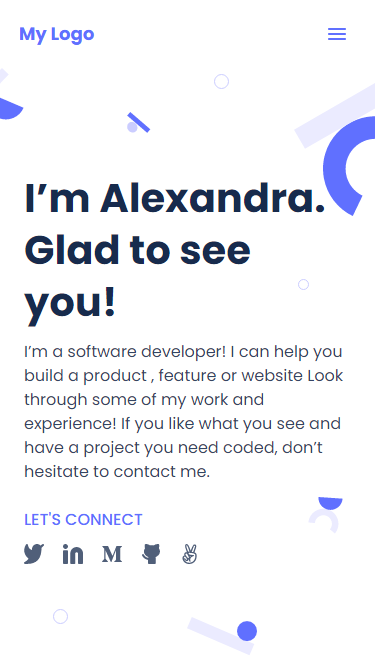 My Logo
I’m Alexandra.
Glad to see
you!
I’m a software developer! I can help you
build a product , feature or website Look
through some of my work and
experience! If you like what you see and
have a project you need coded, don’t
hesitate to contact me.
LET'S CONNECT